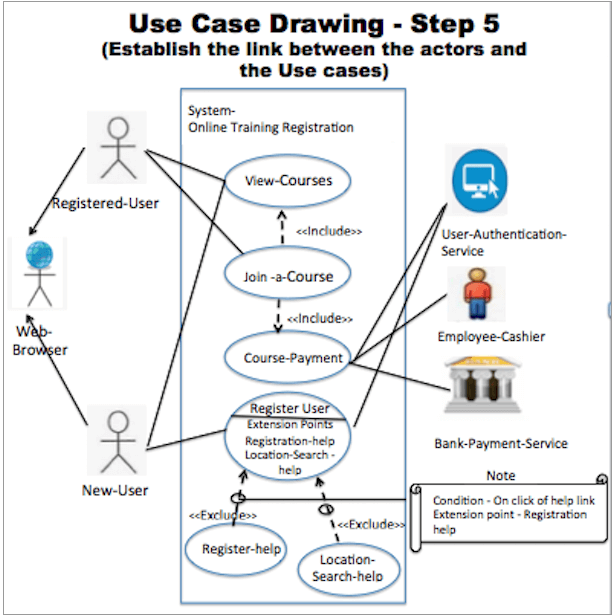 Use Case Drawing - Step 5
(Establish the link between the actors and
the Use cases)
System-
Online Training Registration
Registered-User
View-Courses
<<Include>>
User-Authentication-
Service
Web-
Browser
Join -a-Course
<<Include>>
Employee-Cashier
Course-Payment
Register User
Extension Points
Registration-help
Location-Search -
help
Bank-Payment-Service
New-User
Note
Condition - On click of help link
Extension point - Registration
help
<<Exclude>>
<<Exclude>>
Register-help
Location-
Search-help